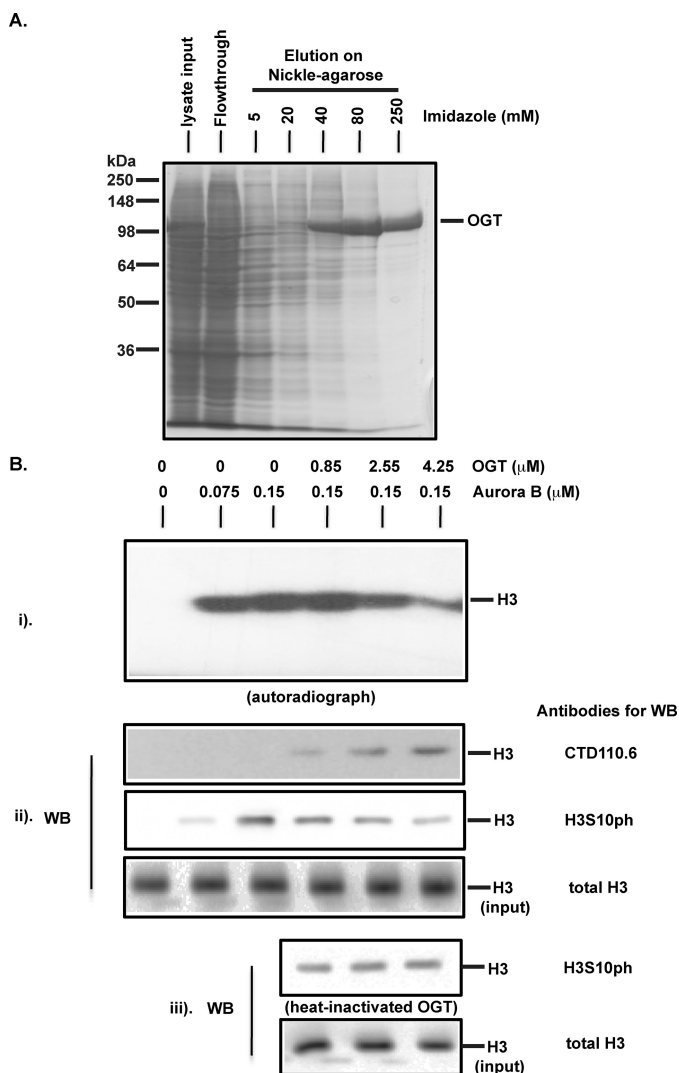 A.
lysate input
Flowthrough
Elution on
Nickle-agarose
5 20 40 80 250 Imidazole (mM)
kDa
250
148
98
64
50
36
OGT
B.
0 0 0 0.85 2.55 4.25 OGT (μM)
0 0.075 0.15 0.15 0.15 0.15 Aurora B (μM)
i).
H3
(autoradiograph)
Antibodies for WB
ii). WB
H3 CTD110.6
H3 H3S10ph
H3 total H3
(input)
iii). WB
H3 H3S10ph
(heat-inactivated OGT)
H3 total H3
(input)